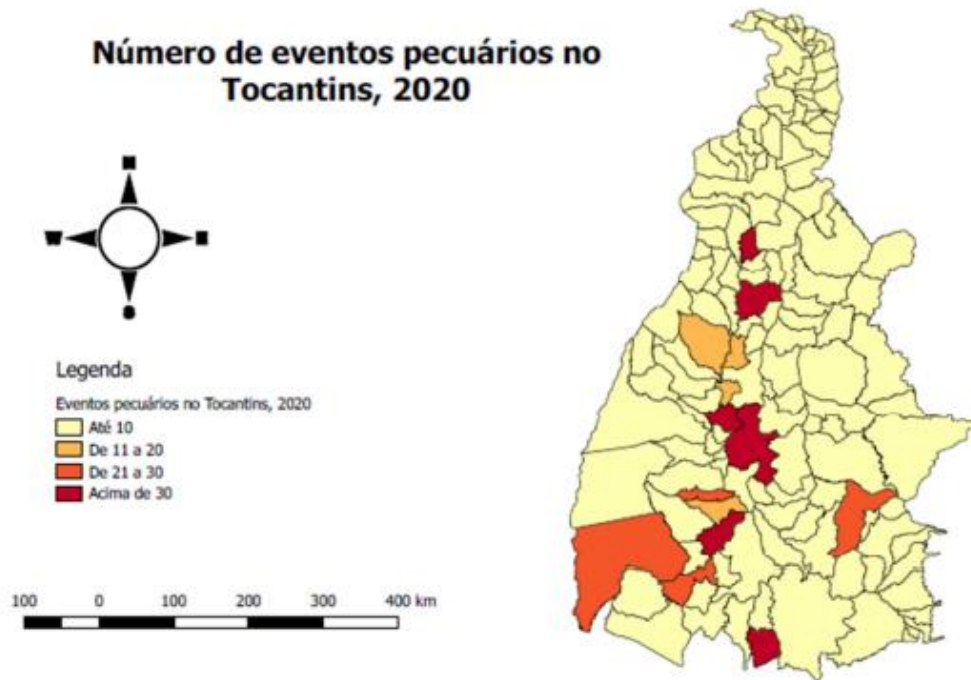 Número de eventos pecuários no
Tocantins, 2020
Legenda
Eventos pecuários no Tocantins, 2020
Até 10
De 11 a 20
De 21 a 30
Acima de 30
100 0 100 200 300 400 km